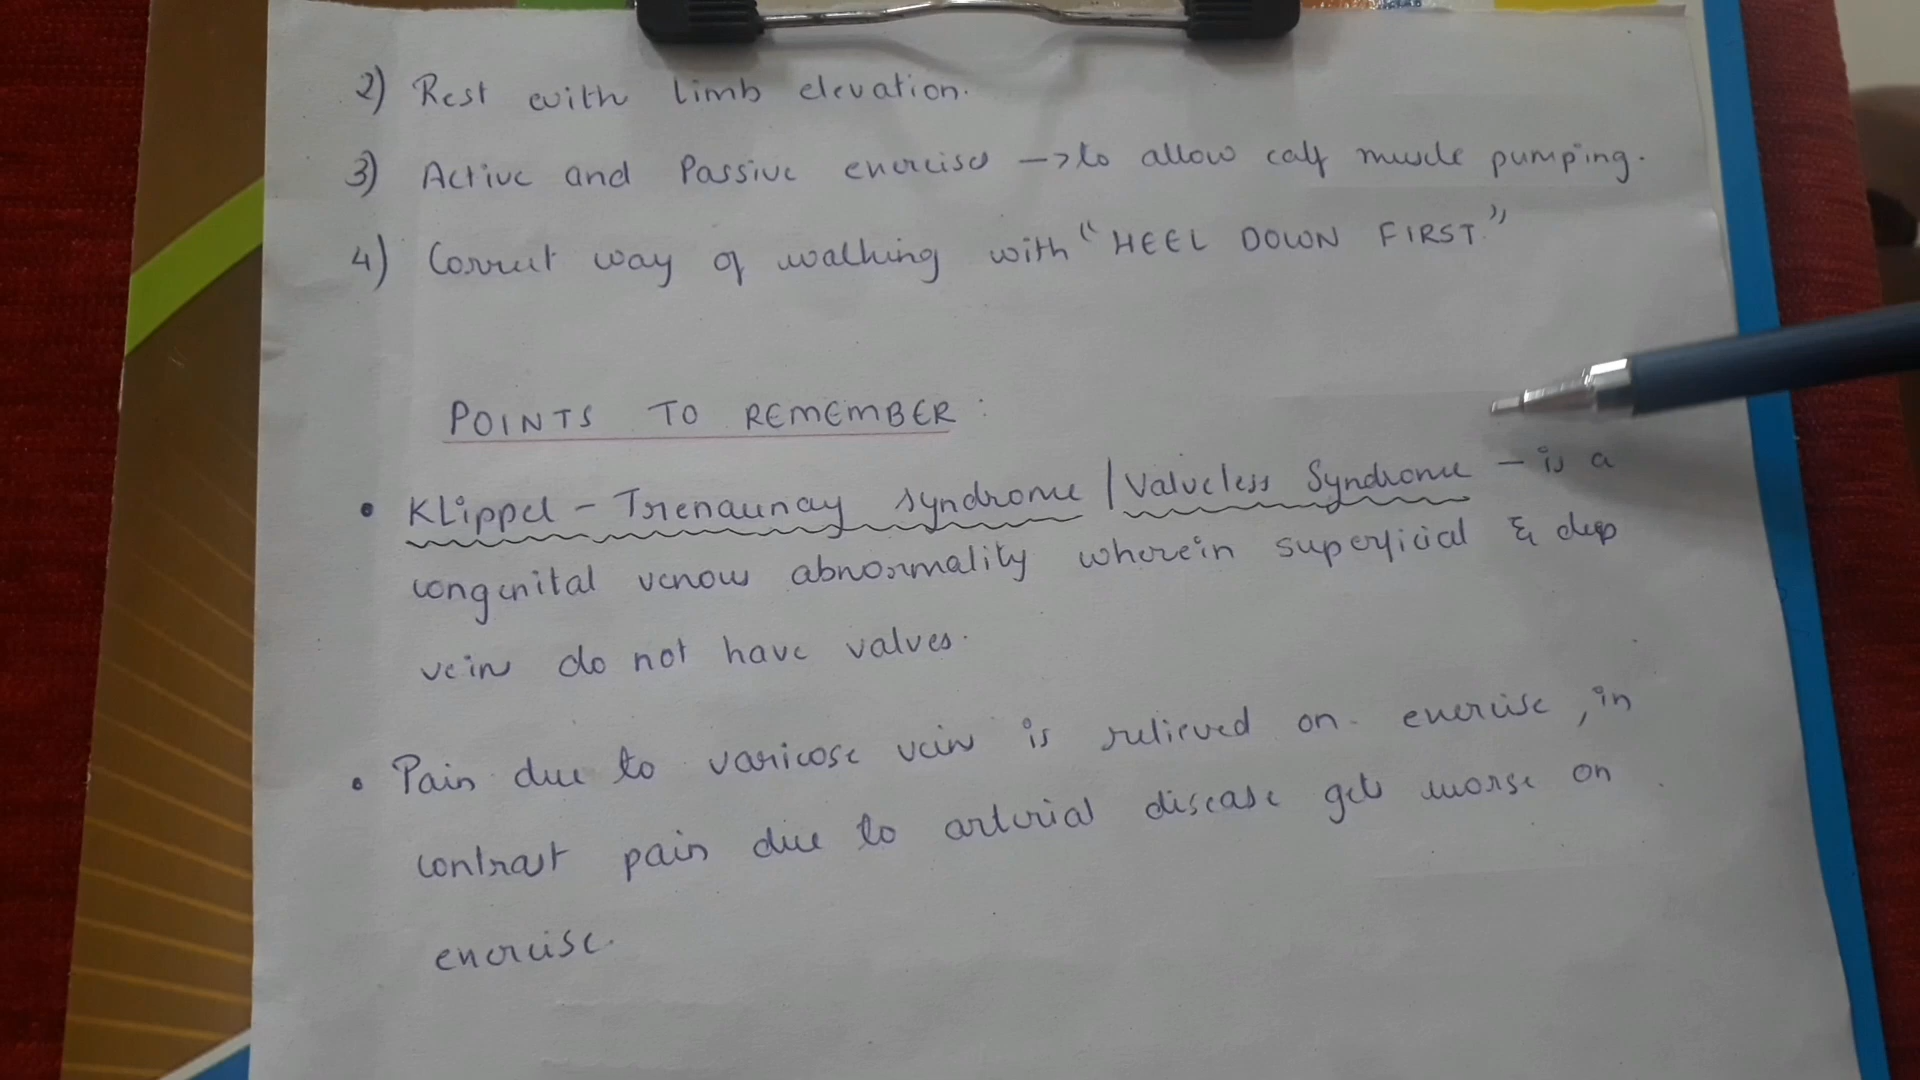 2) Rest with limb elevation.
3) Active and Passive exercises -> to allow calf muscle pumping.
4) Correct way of walking with "HEEL DOWN FIRST."
POINTS TO REMEMBER :
• Klippel - Trenaunay syndrome / Valveless Syndrome - is a
congenital venous abnormality wherein superficial & deep
vein do not have valves.
• Pain due to varicose vein is relieved on exercise, in
contrast pain due to arterial disease gets worse on
exercise.